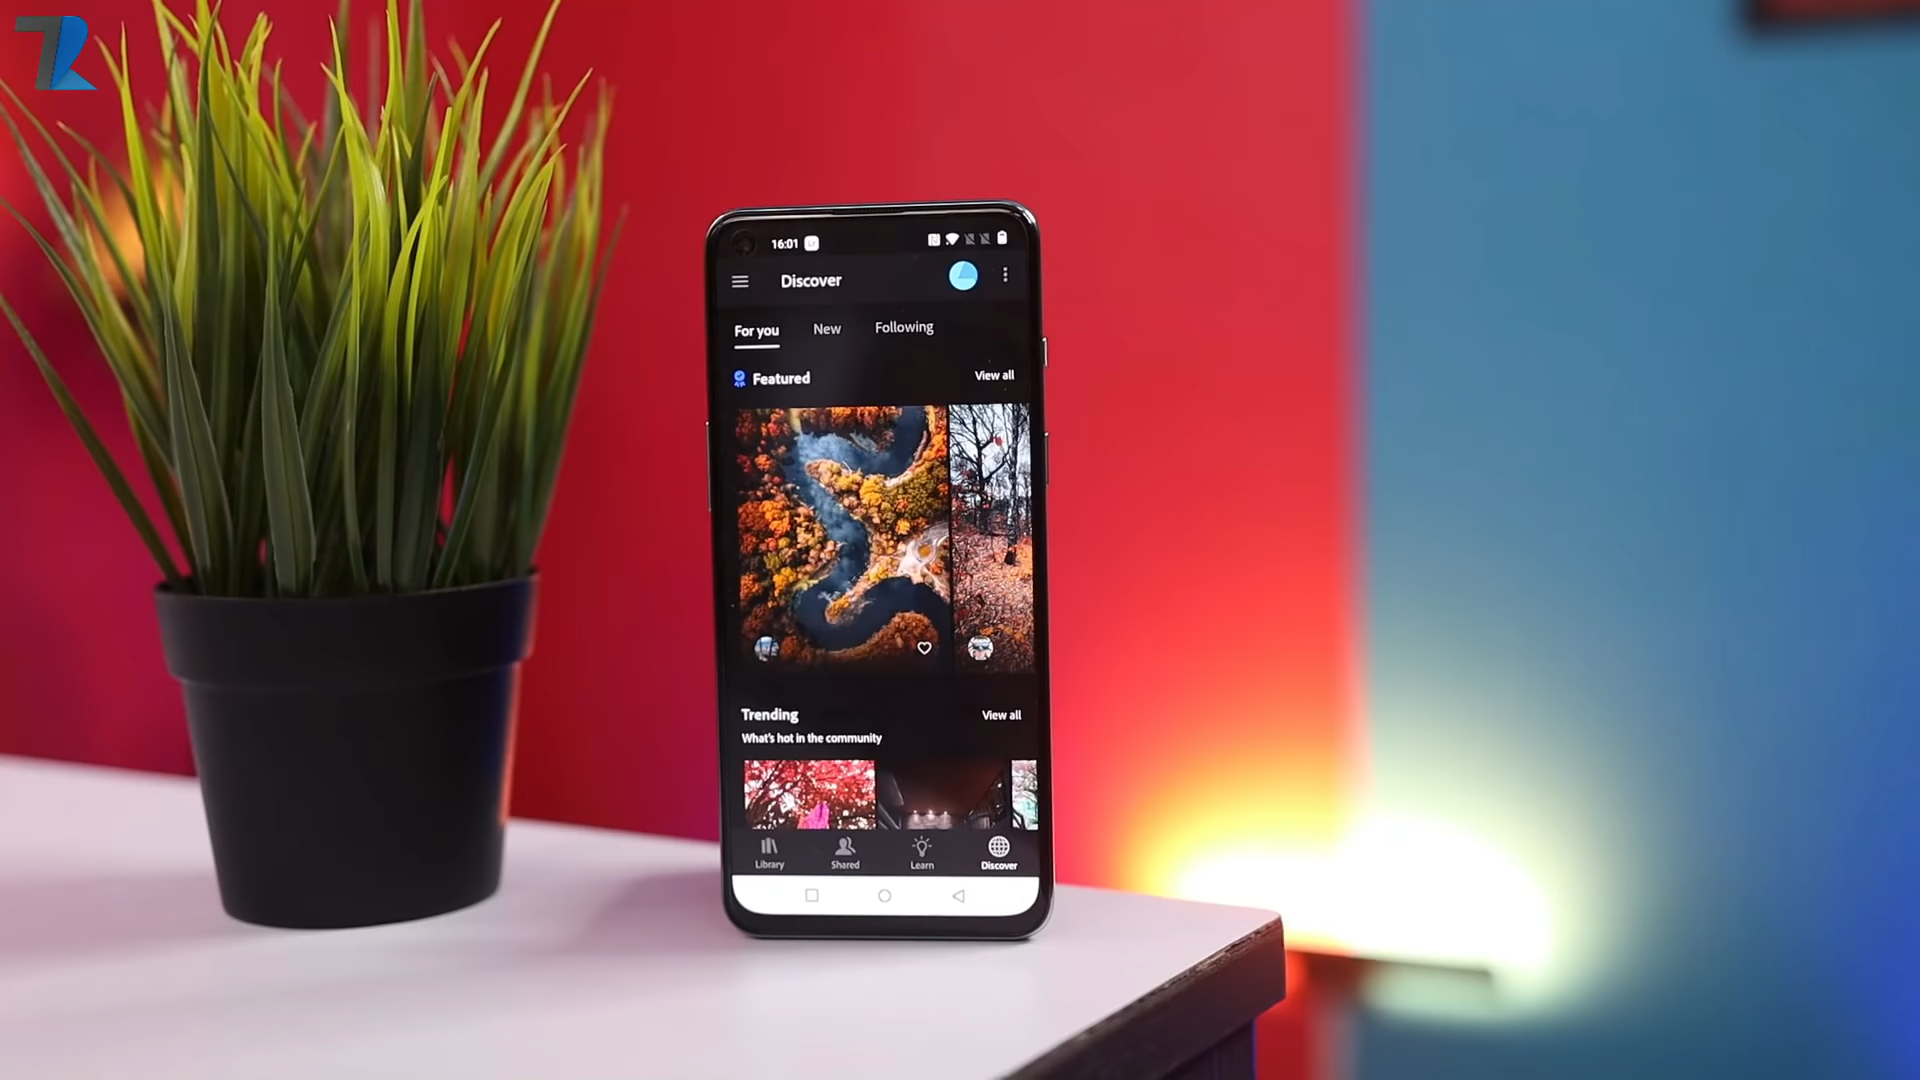 16:01
Discover
For you New Following
Featured View all
Trending View all
What's hot in the community
Library Shared Learn Discover